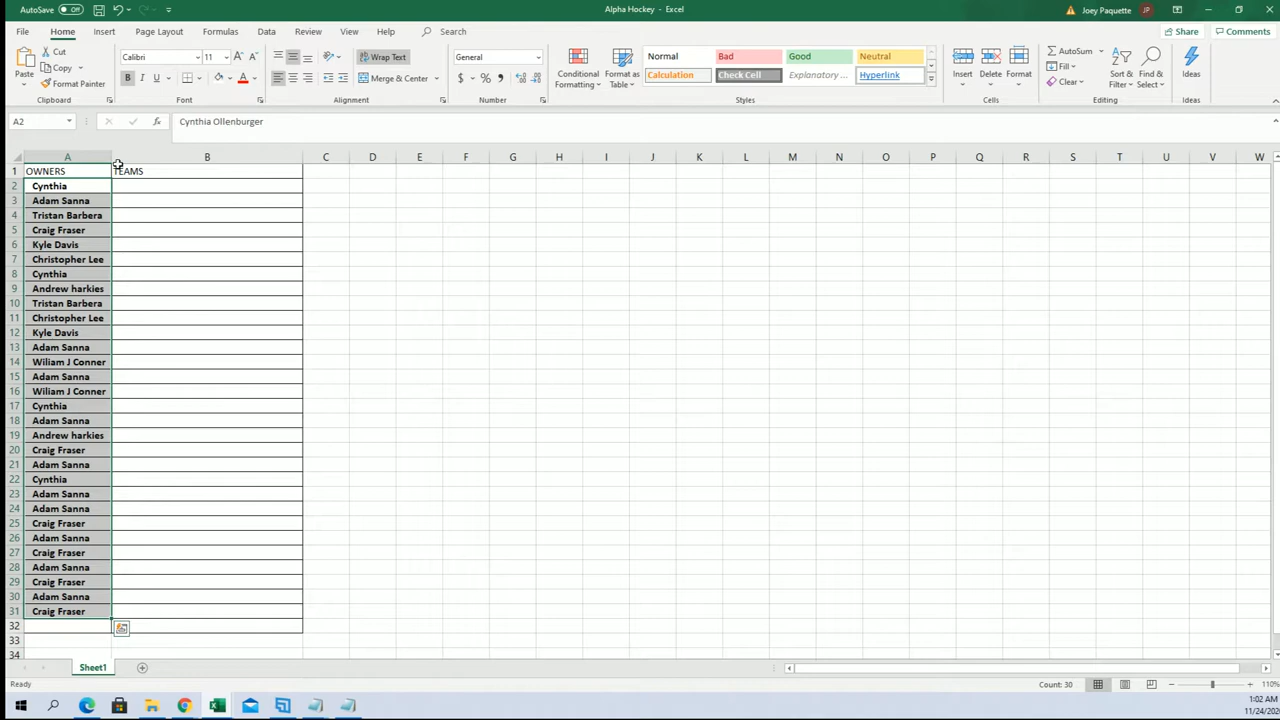 AutoSave Off
Alpha Hockey - Excel
Joey Paquette JP
File Home Insert Page Layout Formulas Data Review View Help Search
Share Comments
Paste
Cut
Copy
Format Painter
Clipboard
Calibri 11
B I U
Font
Wrap Text
Merge & Center
Alignment
General
$ % 9
Number
Conditional Formatting
Format as Table
Normal Bad Good Neutral
Calculation Check Cell Explanatory ... Hyperlink
Styles
Insert Delete Format
Cells
AutoSum
Fill
Clear
Sort & Filter
Find & Select
Editing
Ideas
Ideas
A2 fx Cynthia Ollenburger
A B C D E F G H I J K L M N O P Q R S T U V W
1 OWNERS TEAMS
2 Cynthia
3 Adam Sanna
4 Tristan Barbera
5 Craig Fraser
6 Kyle Davis
7 Christopher Lee
8 Cynthia
9 Andrew harkies
10 Tristan Barbera
11 Christopher Lee
12 Kyle Davis
13 Adam Sanna
14 Wiliam J Conner
15 Adam Sanna
16 Wiliam J Conner
17 Cynthia
18 Adam Sanna
19 Andrew harkies
20 Craig Fraser
21 Adam Sanna
22 Cynthia
23 Adam Sanna
24 Adam Sanna
25 Craig Fraser
26 Adam Sanna
27 Craig Fraser
28 Adam Sanna
29 Craig Fraser
30 Adam Sanna
31 Craig Fraser
32
33
34
Sheet1
Ready
Count: 30
110%
1:02 AM